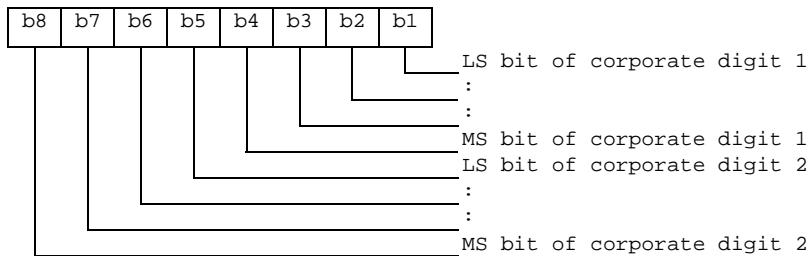 b8 b7 b6 b5 b4 b3 b2 b1
LS bit of corporate digit 1
:
:
MS bit of corporate digit 1
LS bit of corporate digit 2
:
:
MS bit of corporate digit 2